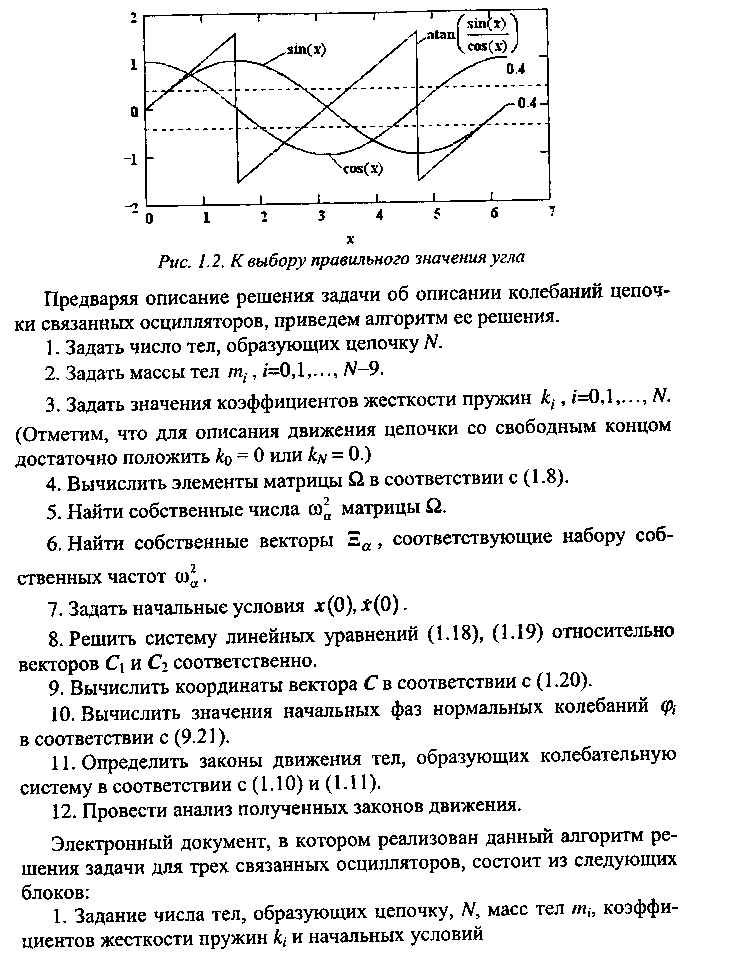 2
1
0
−1
−2
sin(x)
atan( sin(x) / cos(x) )
0.4
−0.4
cos(x)
0 1 2 3 4 5 6 7
x
Рис. 1.2. К выбору правильного значения угла
Предваряя описание решения задачи об описании колебаний цепоч-
ки связанных осцилляторов, приведем алгоритм ее решения.
1. Задать число тел, образующих цепочку N.
2. Задать массы тел mᵢ, i=0,1,…, N−9.
3. Задать значения коэффициентов жесткости пружин kᵢ, i=0,1,…, N.
(Отметим, что для описания движения цепочки со свободным концом
достаточно положить k₀ = 0 или k_N = 0.)
4. Вычислить элементы матрицы Ω в соответствии с (1.8).
5. Найти собственные числа ω²_α матрицы Ω.
6. Найти собственные векторы Ξ_α, соответствующие набору соб-
ственных частот ω²_α.
7. Задать начальные условия x(0), ẋ(0).
8. Решить систему линейных уравнений (1.18), (1.19) относительно
векторов C₁ и C₂ соответственно.
9. Вычислить координаты вектора C в соответствии с (1.20).
10. Вычислить значения начальных фаз нормальных колебаний φᵢ
в соответствии с (9.21).
11. Определить законы движения тел, образующих колебательную
систему в соответствии с (1.10) и (1.11).
12. Провести анализ полученных законов движения.
Электронный документ, в котором реализован данный алгоритм ре-
шения задачи для трех связанных осцилляторов, состоит из следующих
блоков:
1. Задание числа тел, образующих цепочку, N, масс тел mᵢ, коэффи-
циентов жесткости пружин kᵢ и начальных условий